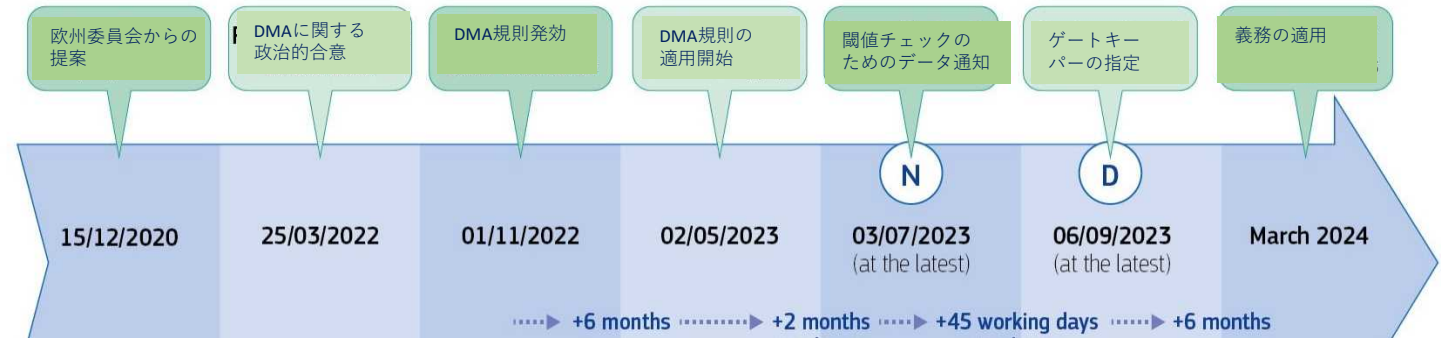 欧州委員会からの
提案
DMAに関する
政治的合意
DMA規則発効
DMA規則の
適用開始
閾値チェックの
ためのデータ通知
ゲートキー
パーの指定
義務の適用
N
D
15/12/2020
25/03/2022
01/11/2022
02/05/2023
03/07/2023
(at the latest)
06/09/2023
(at the latest)
March 2024
+6 months
+2 months
+45 working days
+6 months